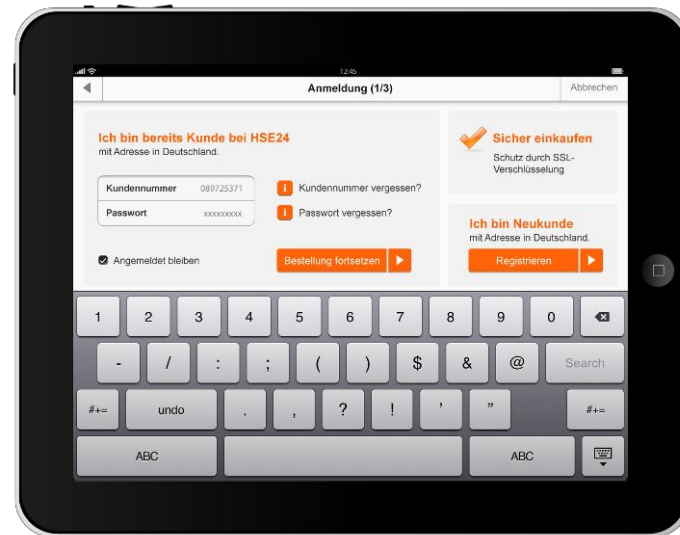 12:45
Anmeldung (1/3)
Abbrechen
Ich bin bereits Kunde bei HSE24
mit Adresse in Deutschland.
Kundennummer 089725371
Passwort xxxxxxxxx
i Kundennummer vergessen?
i Passwort vergessen?
Angemeldet bleiben
Bestellung fortsetzen
Sicher einkaufen
Schutz durch SSL-
Verschlüsselung
Ich bin Neukunde
mit Adresse in Deutschland.
Registrieren
1 2 3 4 5 6 7 8 9 0
- / : ; ( ) $ & @ Search
#+= undo . , ? ! ' " #+=
ABC ABC